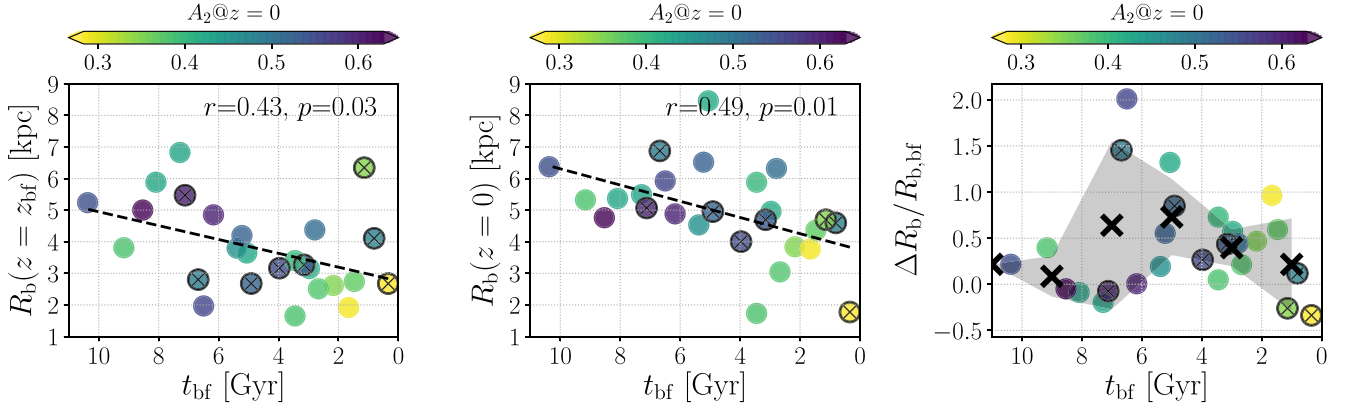 A₂@z = 0
0.3 0.4 0.5 0.6
R_b(z = z_bf) [kpc]
9
8
7
6
5
4
3
2
1
r=0.43, p=0.03
10 8 6 4 2 0
t_bf [Gyr]
A₂@z = 0
0.3 0.4 0.5 0.6
R_b(z = 0) [kpc]
9
8
7
6
5
4
3
2
1
r=0.49, p=0.01
10 8 6 4 2 0
t_bf [Gyr]
A₂@z = 0
0.3 0.4 0.5 0.6
ΔR_b/R_b,bf
2.0
1.5
1.0
0.5
0.0
−0.5
10 8 6 4 2 0
t_bf [Gyr]